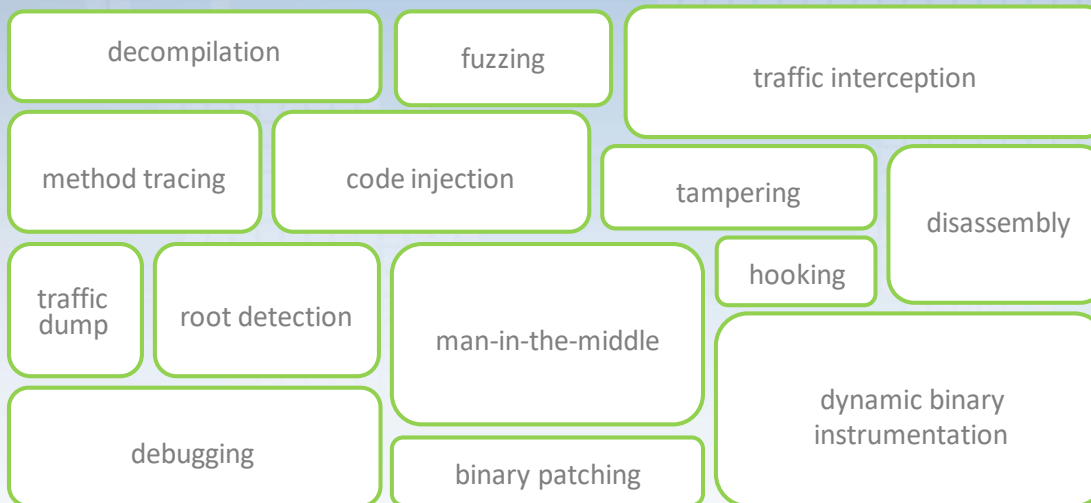 decompilation
fuzzing
traffic interception
method tracing
code injection
tampering
disassembly
traffic
dump
root detection
man-in-the-middle
hooking
dynamic binary
instrumentation
debugging
binary patching